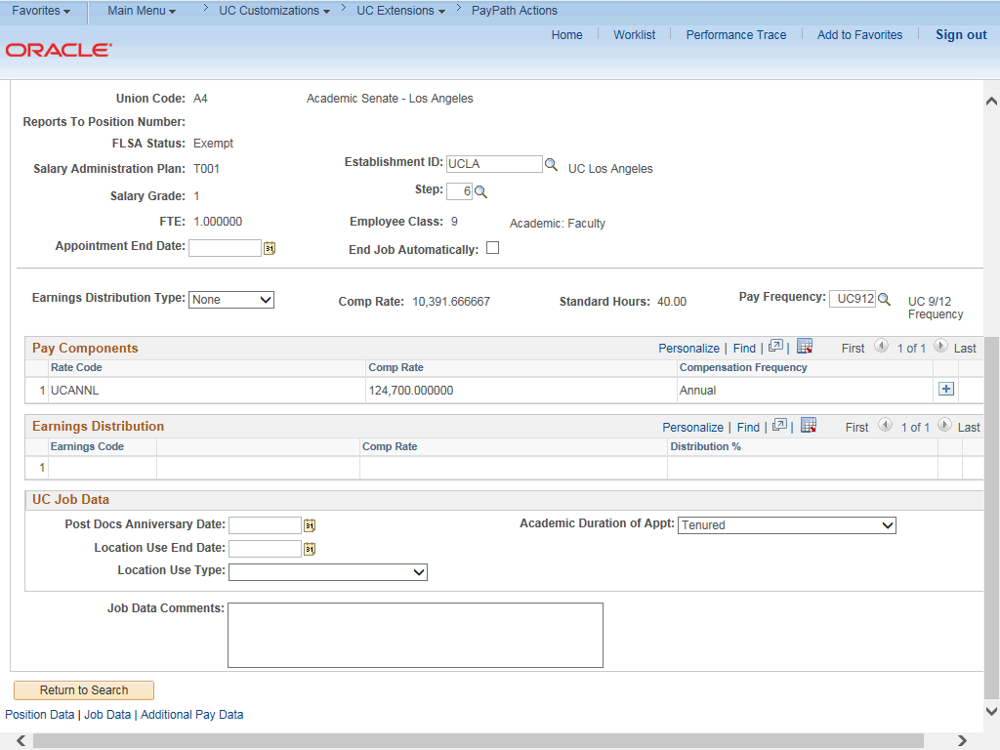 Favorites Main Menu > UC Customizations > UC Extensions > PayPath Actions
Home Worklist Performance Trace Add to Favorites Sign out
ORACLE
Union Code: A4 Academic Senate - Los Angeles
Reports To Position Number:
FLSA Status: Exempt
Establishment ID: UCLA UC Los Angeles
Salary Administration Plan: T001
Step: 6
Salary Grade: 1
FTE: 1.000000 Employee Class: 9 Academic: Faculty
Appointment End Date: 31 End Job Automatically:
Earnings Distribution Type: None Comp Rate: 10,391.666667 Standard Hours: 40.00 Pay Frequency: UC912 UC 9/12
Frequency
Pay Components Personalize | Find | | First 1 of 1 Last
Rate Code Comp Rate Compensation Frequency
1 UCANNL 124,700.000000 Annual +
Earnings Distribution Personalize | Find | | First 1 of 1 Last
Earnings Code Comp Rate Distribution %
1
UC Job Data
Post Docs Anniversary Date: 31 Academic Duration of Appt: Tenured
Location Use End Date: 31
Location Use Type:
Job Data Comments:
Return to Search
Position Data | Job Data | Additional Pay Data